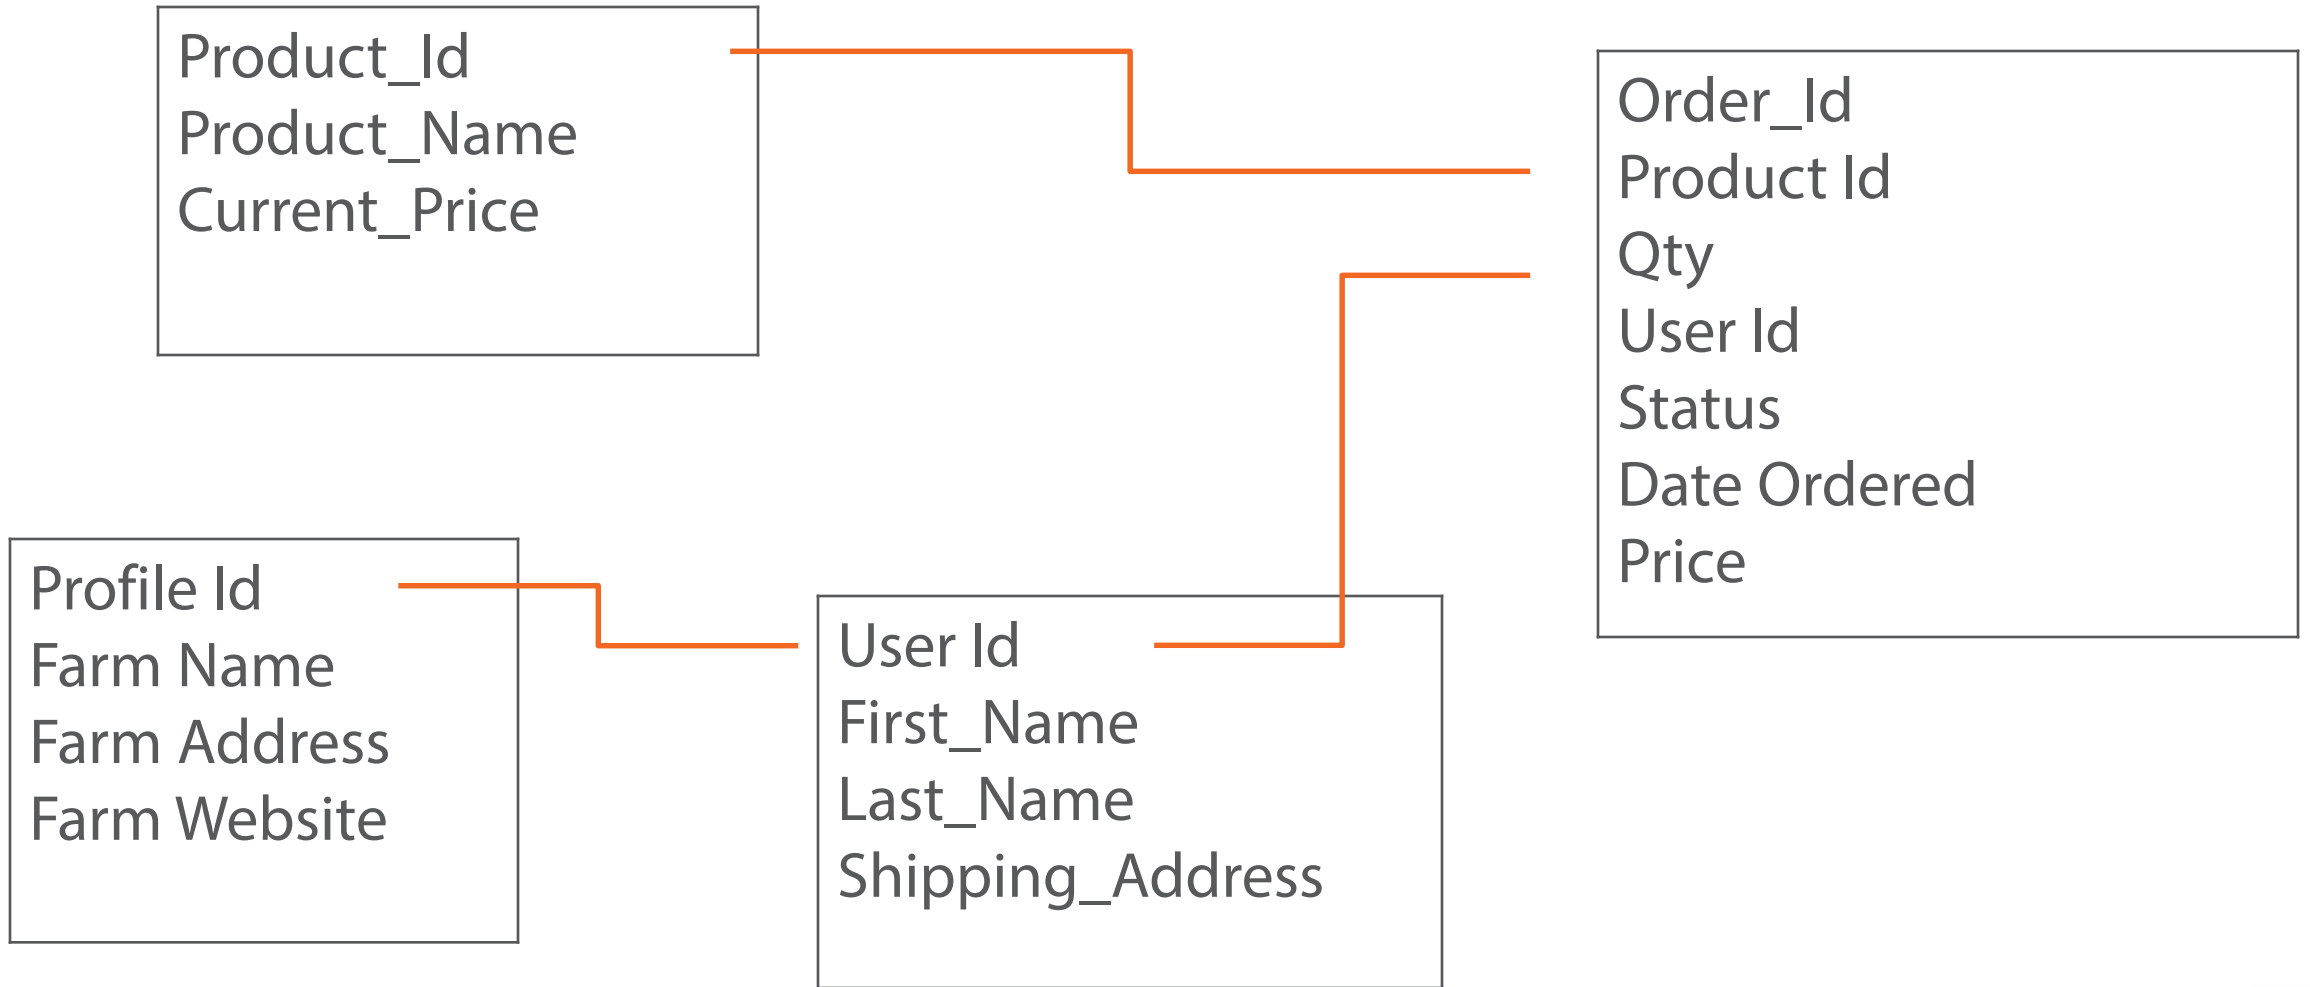 Product_Id
Product_Name
Current_Price
Order_Id
Product Id
Qty
User Id
Status
Date Ordered
Price
Profile Id
Farm Name
Farm Address
Farm Website
User Id
First_Name
Last_Name
Shipping_Address